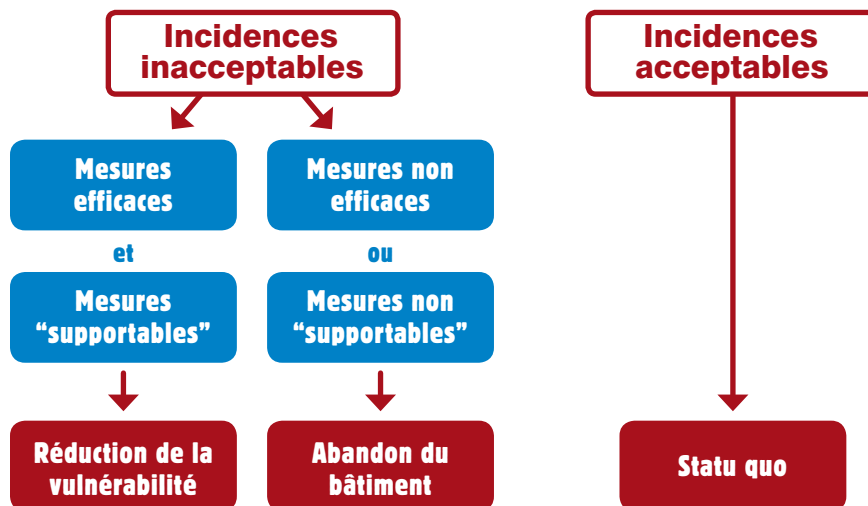 Incidences
inacceptables
Incidences
acceptables
Mesures
efficaces
Mesures non
efficaces
et
ou
Mesures
“supportables”
Mesures non
“supportables”
Réduction de la
vulnérabilité
Abandon du
bâtiment
Statu quo